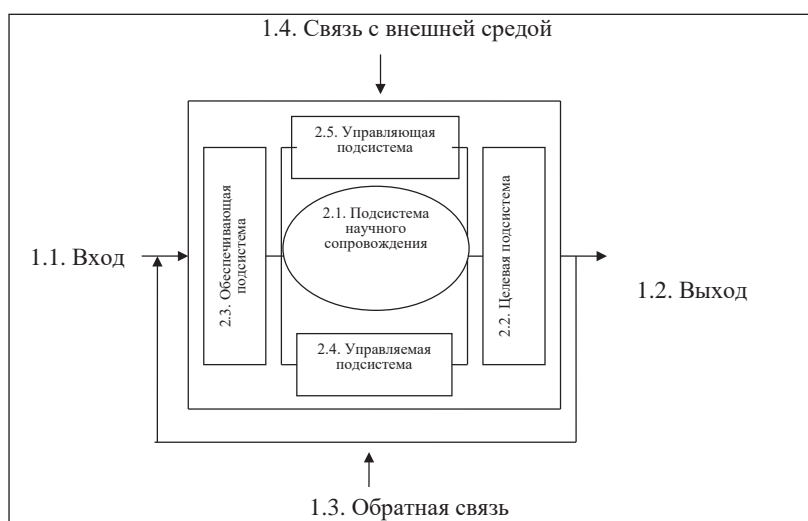 1.4. Связь с внешней средой
2.5. Управляющая
подсистема
2.3. Обеспечивающая
подсистема
2.1. Подсистема
научного
сопровождения
2.2. Целевая подсистема
1.1. Вход
1.2. Выход
2.4. Управляемая
подсистема
1.3. Обратная связь